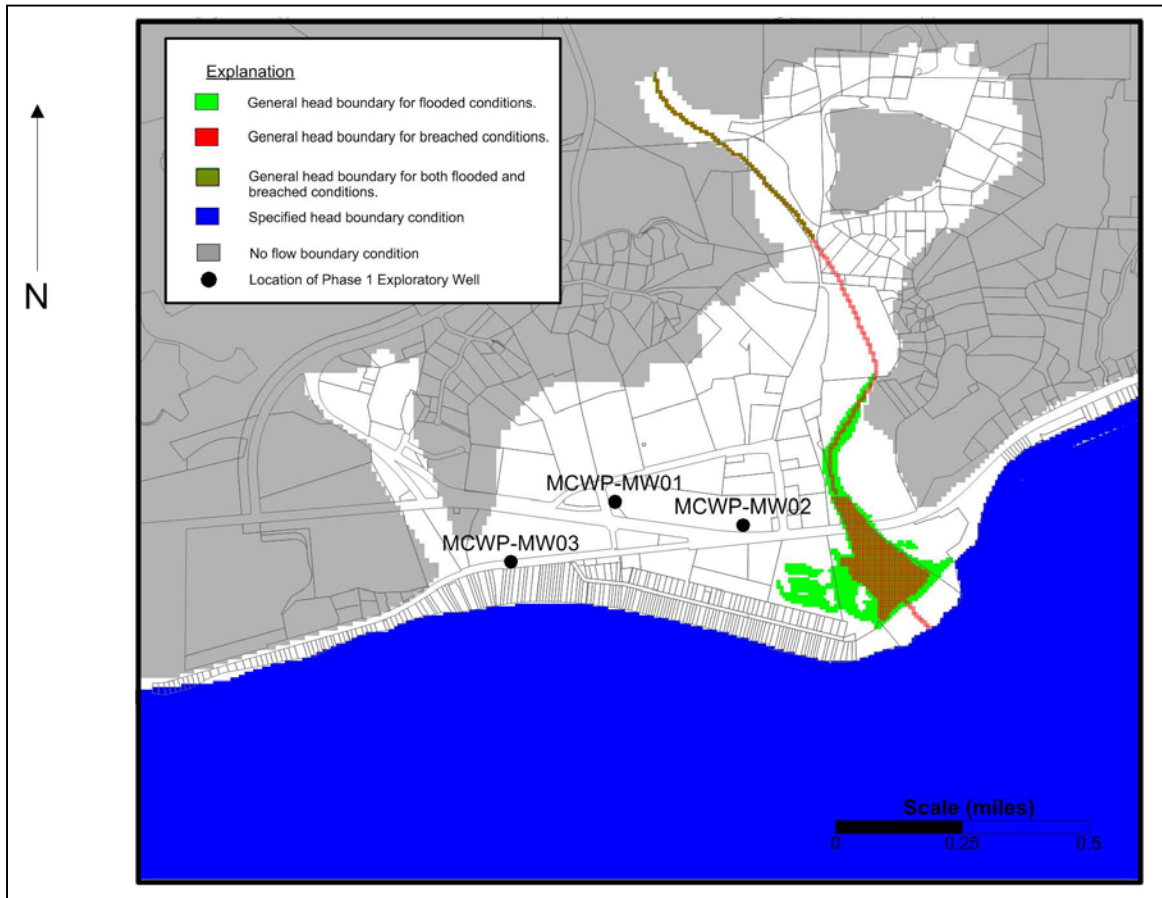 Explanation
General head boundary for flooded conditions.
General head boundary for breached conditions.
General head boundary for both flooded and
breached conditions.
Specified head boundary condition
No flow boundary condition
Location of Phase 1 Exploratory Well
N
MCWP-MW01
MCWP-MW02
MCWP-MW03
Scale (miles)
0 0.25 0.5